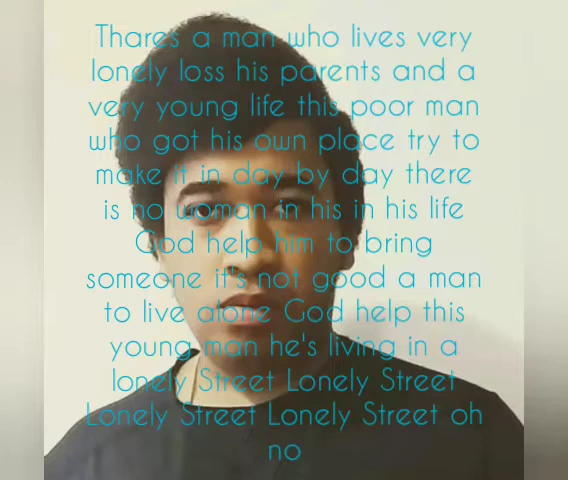 Thares a man who lives very
lonely loss his parents and a
very young life this poor man
who got his own place try to
make it in day by day there
is no woman in his in his life
God help him to bring
someone it's not good a man
to live alone God help this
young man he's living in a
lonely Street Lonely Street
Lonely Street Lonely Street oh
no